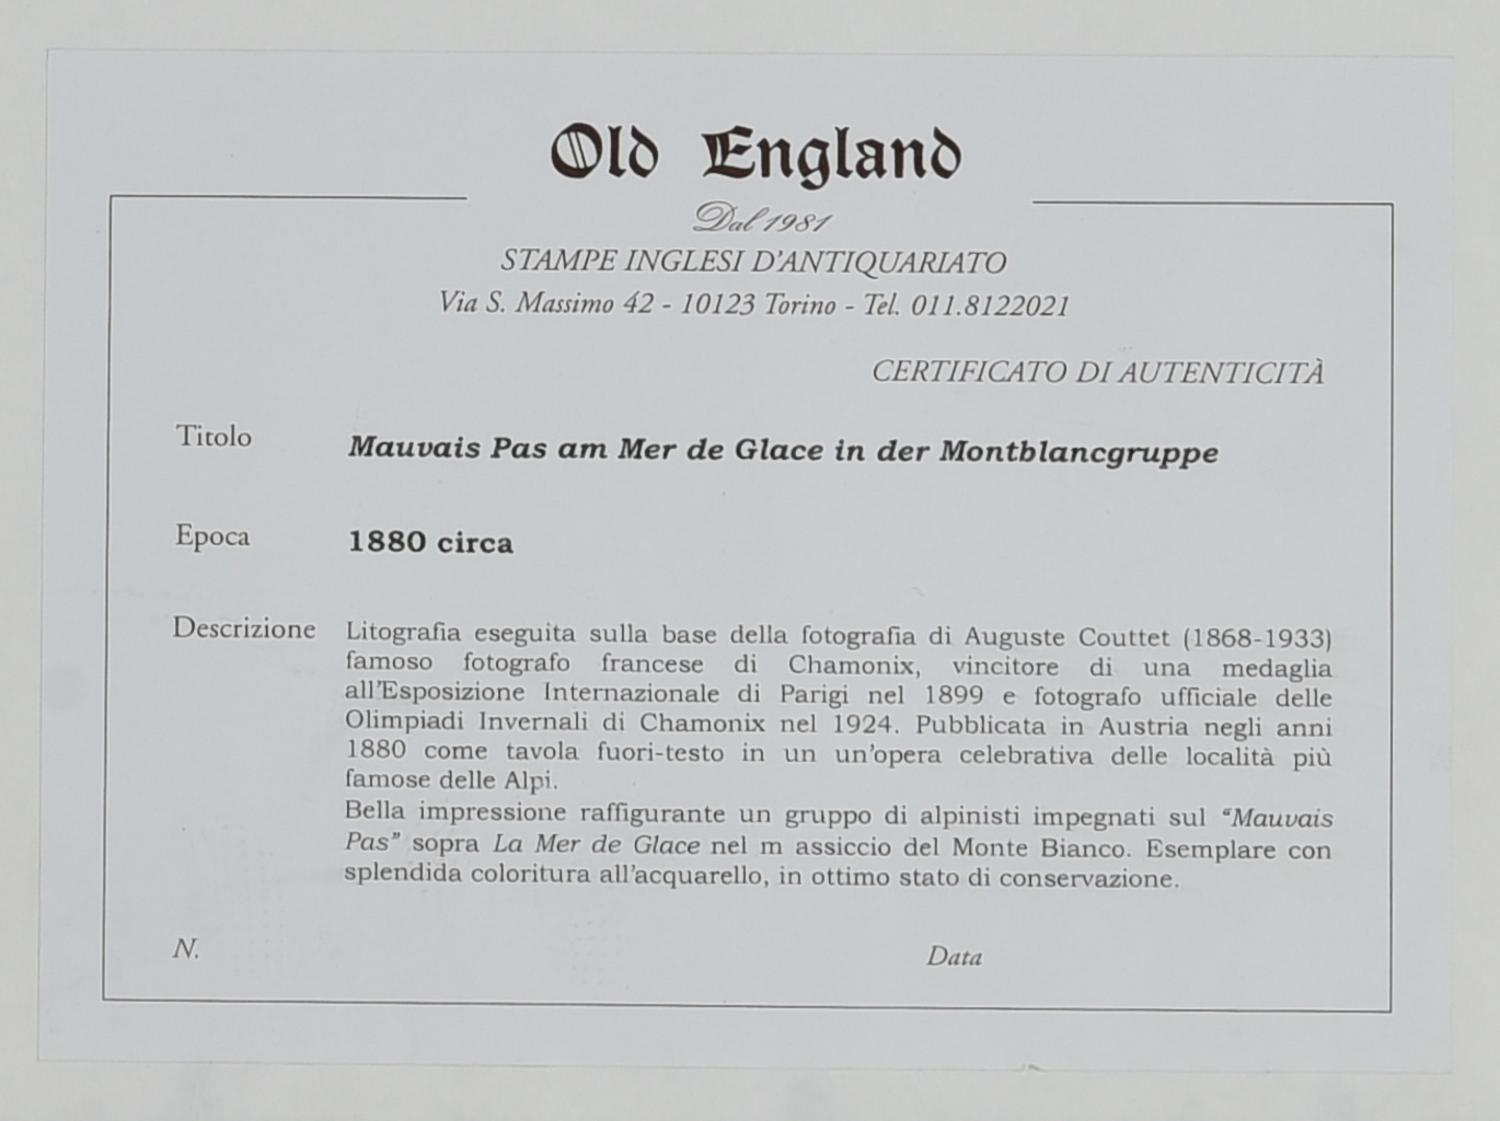 Old England
Dal 1981
STAMPE INGLESI D'ANTIQUARIATO
Via S. Massimo 42 - 10123 Torino - Tel. 011.8122021
CERTIFICATO DI AUTENTICITÀ
Titolo Mauvais Pas am Mer de Glace in der Montblancgruppe
Epoca 1880 circa
Descrizione Litografia eseguita sulla base della fotografia di Auguste Couttet (1868-1933)
famoso fotografo francese di Chamonix, vincitore di una medaglia
all'Esposizione Internazionale di Parigi nel 1899 e fotografo ufficiale delle
Olimpiadi Invernali di Chamonix nel 1924. Pubblicata in Austria negli anni
1880 come tavola fuori-testo in un un'opera celebrativa delle località più
famose delle Alpi.
Bella impressione raffigurante un gruppo di alpinisti impegnati sul “Mauvais
Pas” sopra La Mer de Glace nel m assiccio del Monte Bianco. Esemplare con
splendida coloritura all'acquarello, in ottimo stato di conservazione.
N. Data